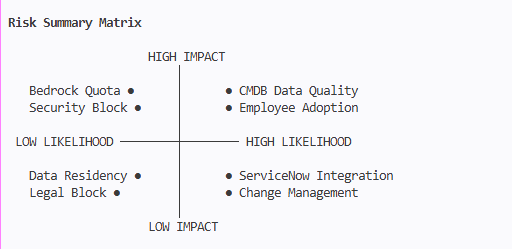 Risk Summary Matrix
HIGH IMPACT
Bedrock Quota ● ● CMDB Data Quality
Security Block ● ● Employee Adoption
LOW LIKELIHOOD HIGH LIKELIHOOD
Data Residency ● ● ServiceNow Integration
Legal Block ● ● Change Management
LOW IMPACT